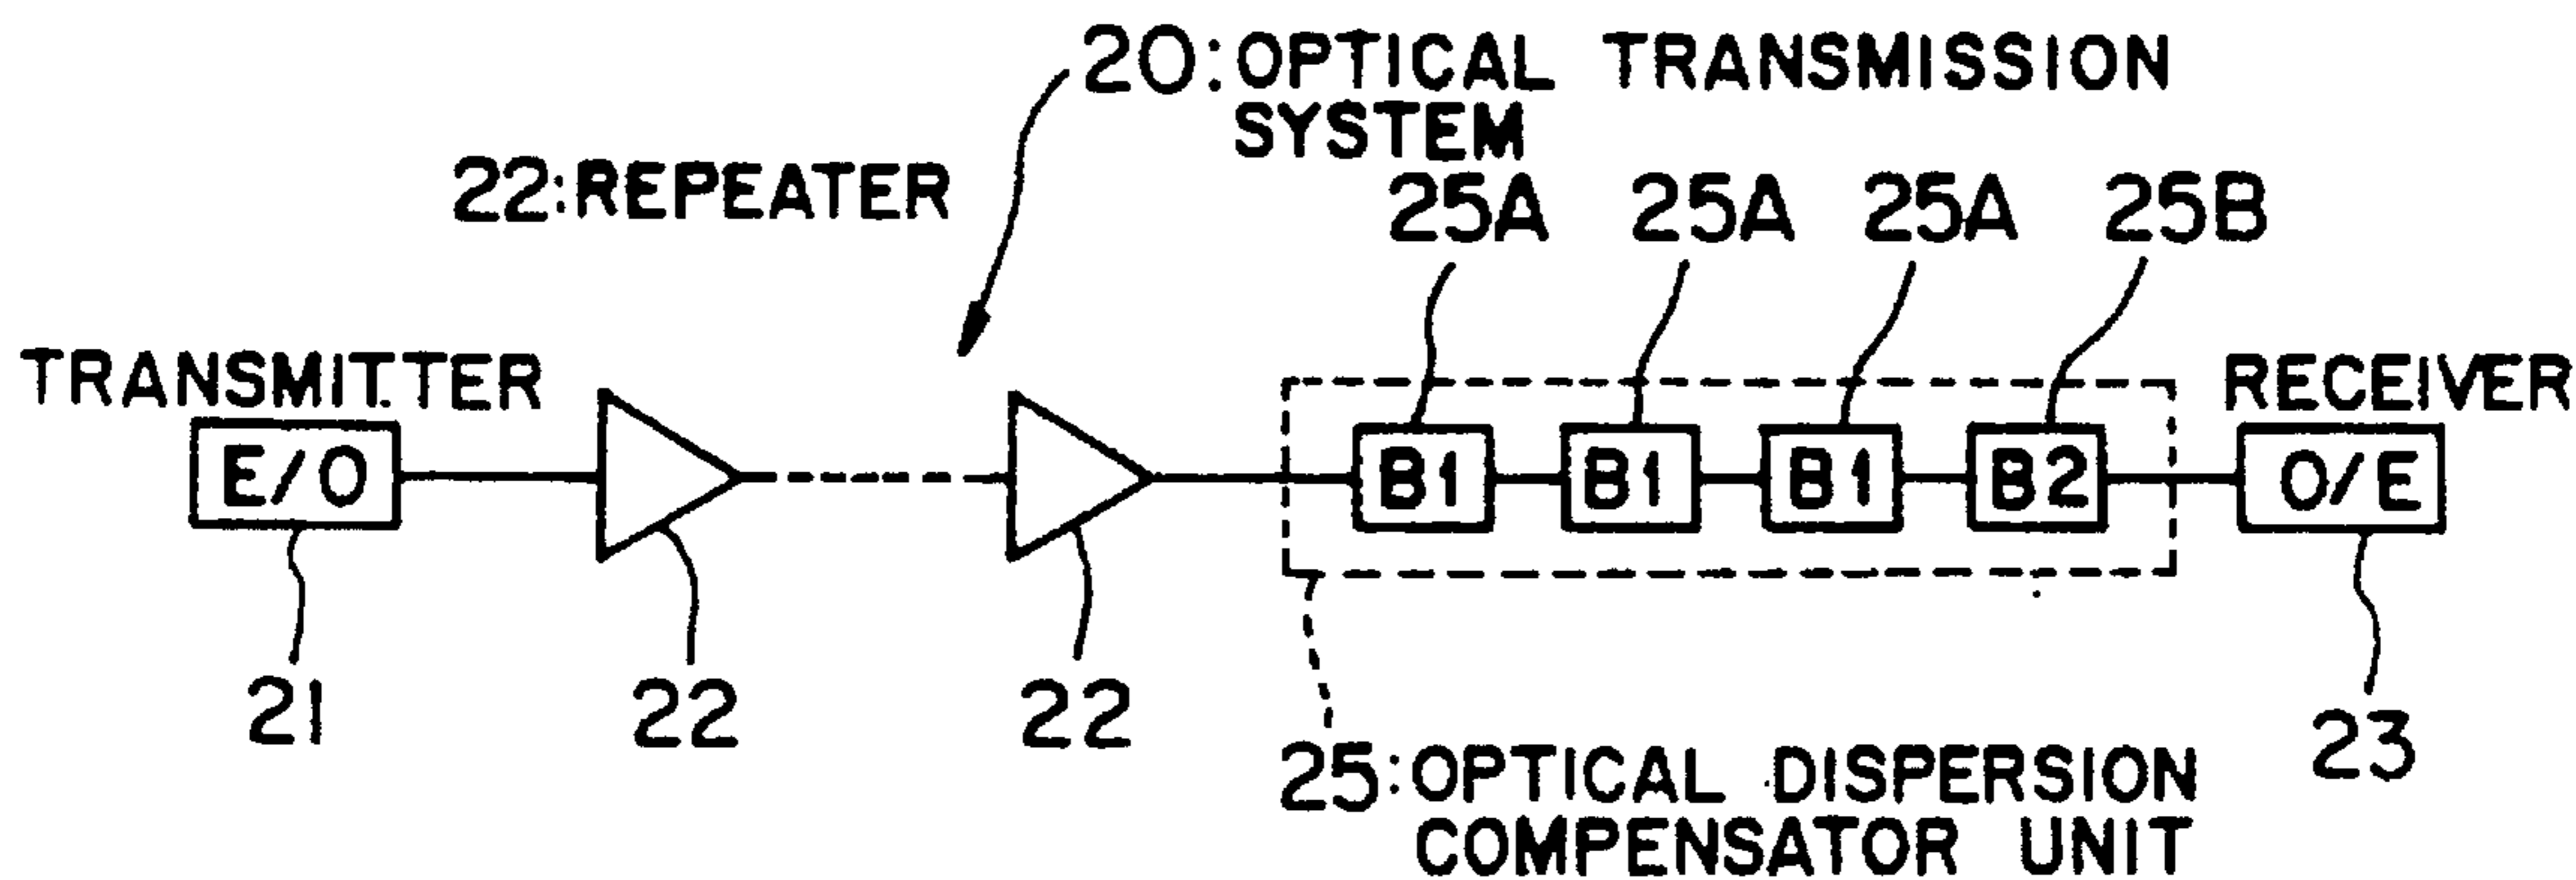 20:OPTICAL TRANSMISSION
SYSTEM
22:REPEATER
25A 25A 25A 25B
TRANSMITTER
RECEIVER
E/O
B1 B1 B1 B2
O/E
21
22
22
23
25:OPTICAL DISPERSION
COMPENSATOR UNIT